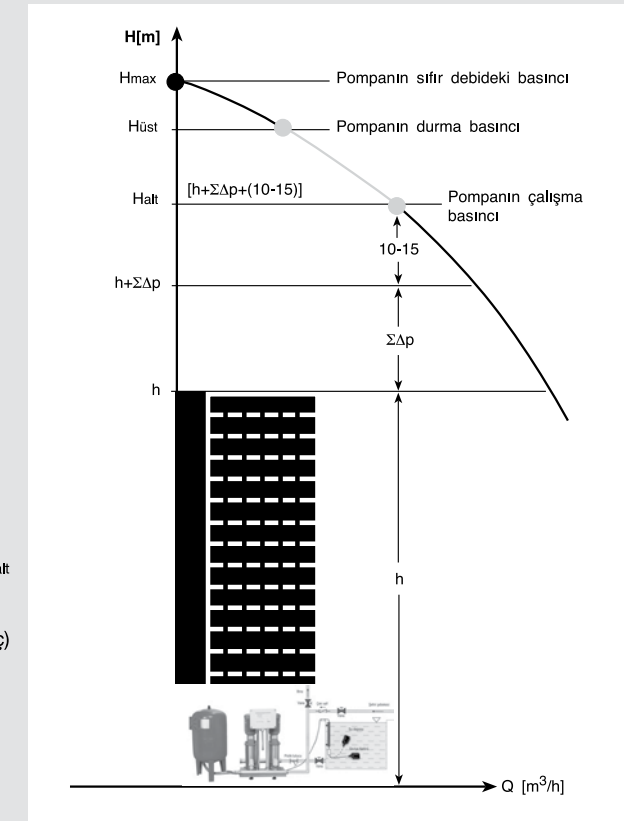 H[m]
Hmax
Pompanın sıfır debideki basıncı
Hüst
Pompanın durma basıncı
Halt
[h+ΣΔp+(10-15)]
Pompanın çalışma
basıncı
10-15
h+ΣΔp
ΣΔp
h
h
alt
ç)
Q [m³/h]